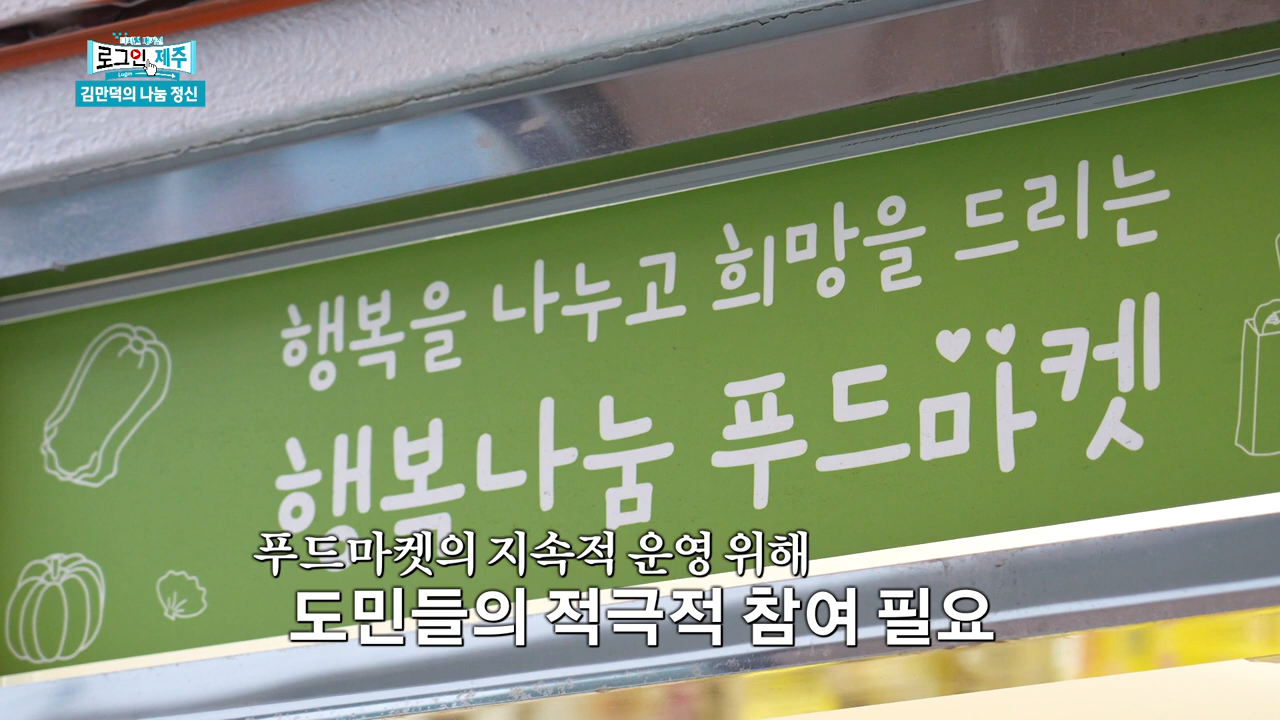 로그인 제주
Login
김만덕의 나눔 정신
행복을 나누고 희망을 드리는
행복나눔 푸드마켓
푸드마켓의 지속적 운영 위해
도민들의 적극적 참여 필요